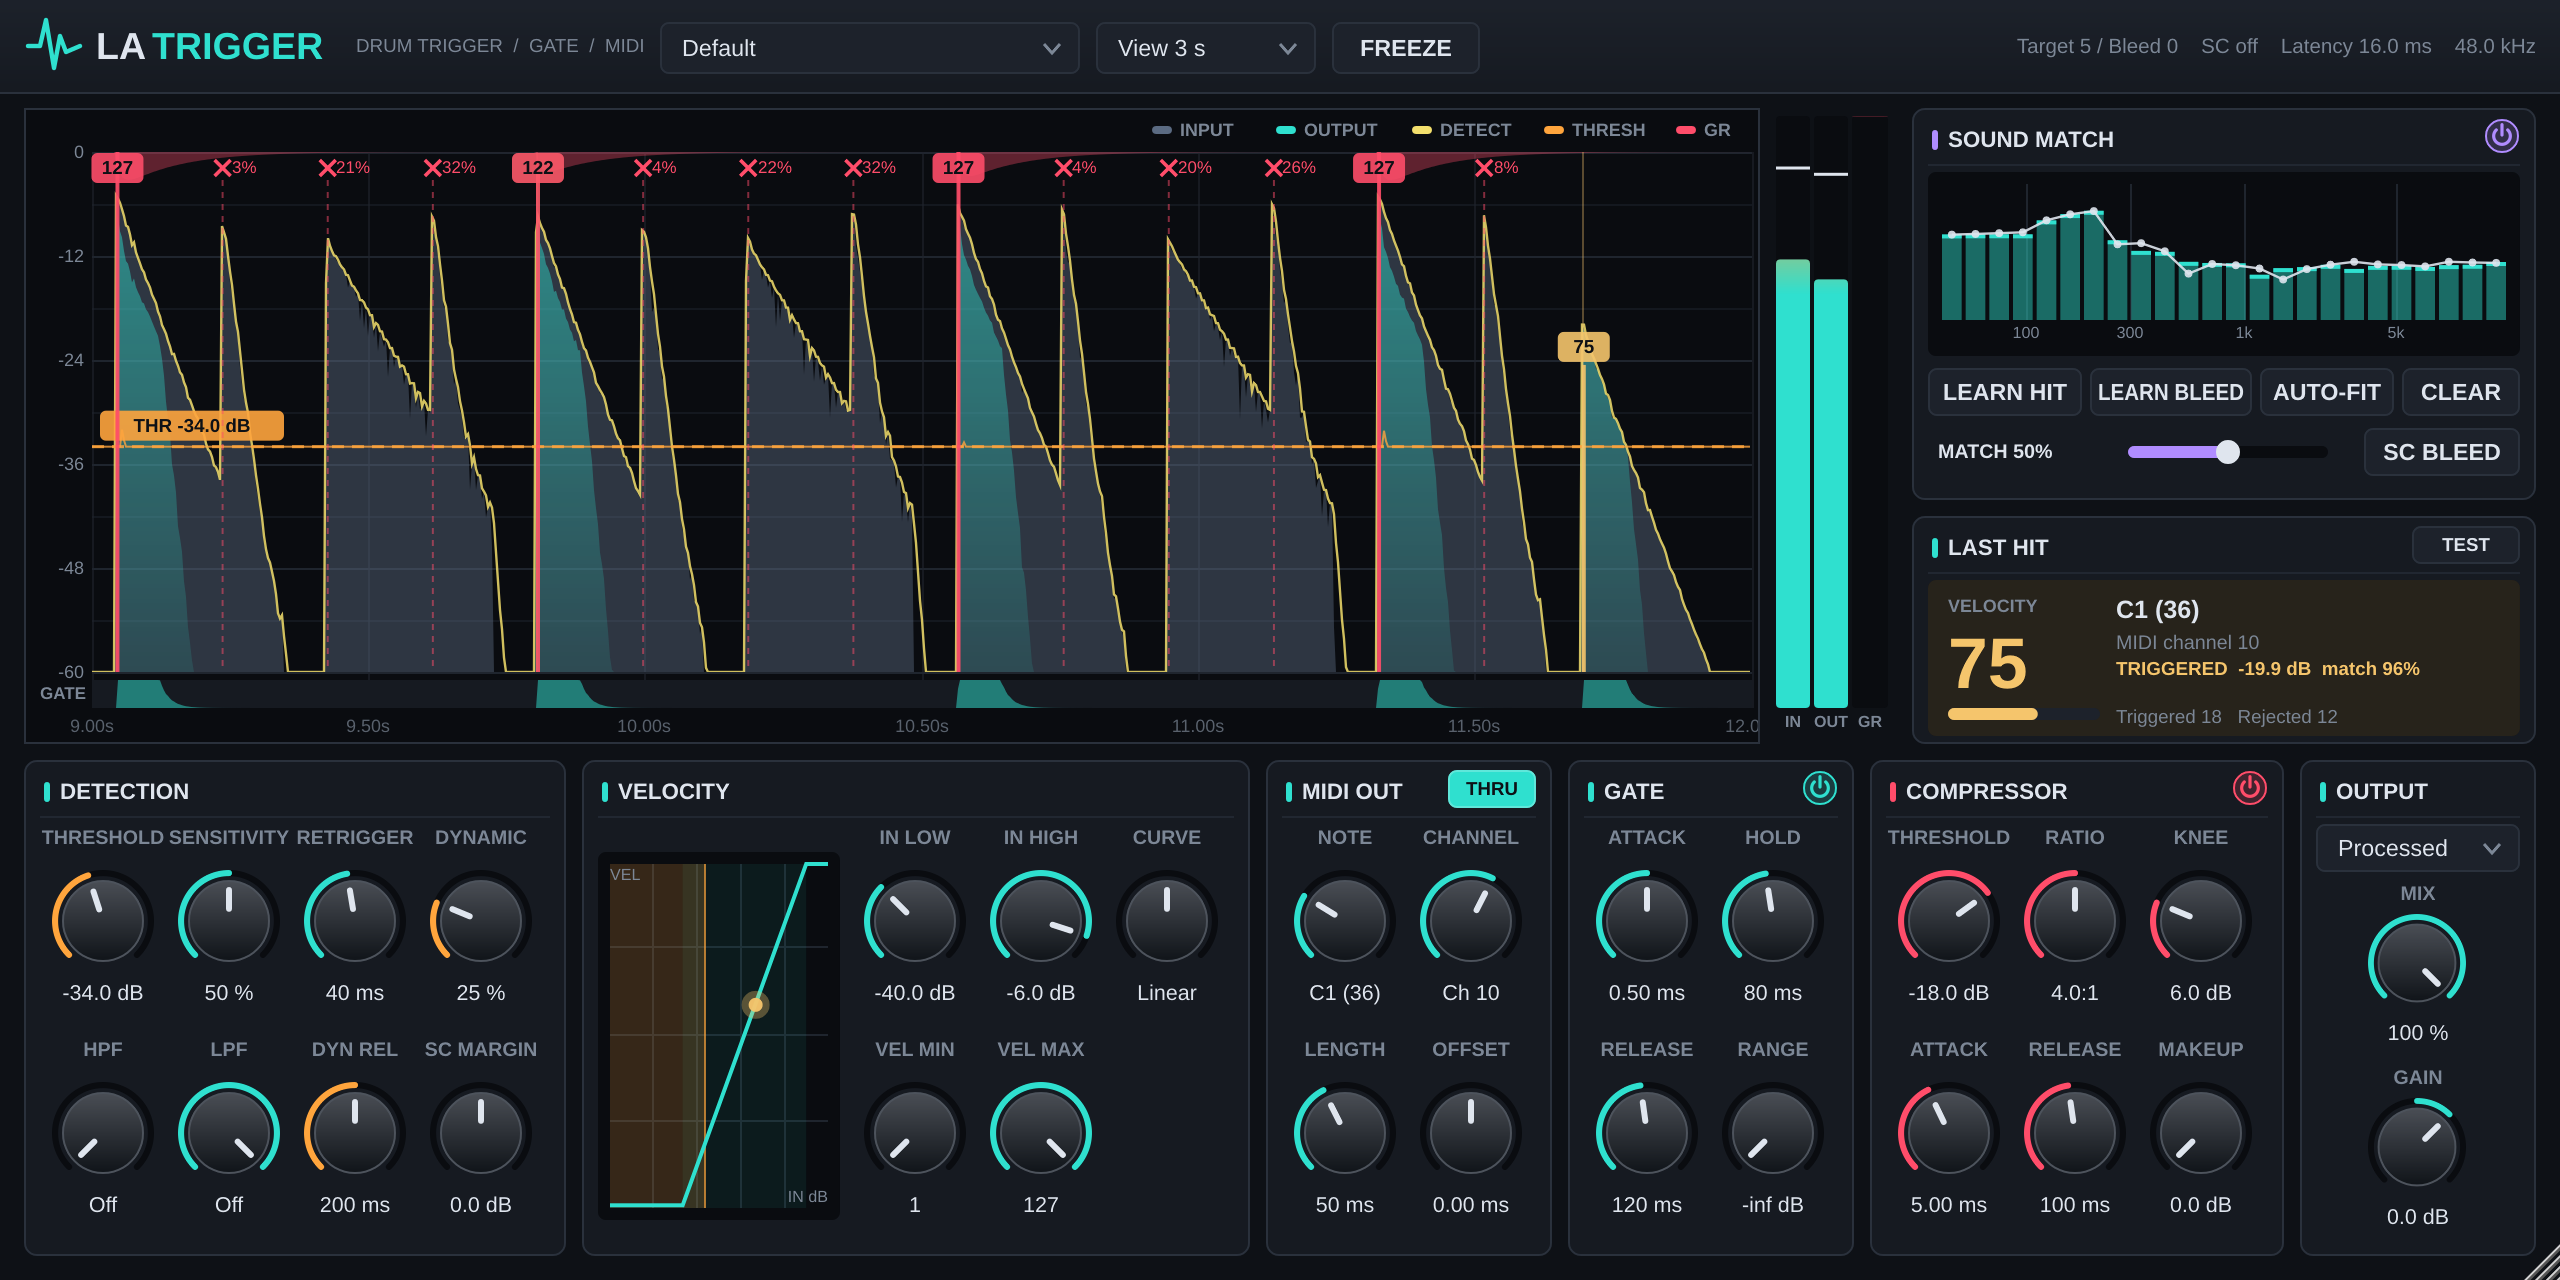 LA TRIGGER DRUM TRIGGER / GATE / MIDI Default View 3 s FREEZE Target 5 / Bleed 0 SC off Latency 16.0 ms 48.0 kHz
INPUT OUTPUT DETECT THRESH GR
0 127 3% 21% 32% 122 4% 22% 32% 127 4% 20% 26% 127 8%
-12
-24 75
THR -34.0 dB
-36
-48
-60
GATE
9.00s 9.50s 10.00s 10.50s 11.00s 11.50s 12.0
IN OUT GR
SOUND MATCH
100 300 1k 5k
LEARN HIT LEARN BLEED AUTO-FIT CLEAR
MATCH 50% SC BLEED
LAST HIT TEST
VELOCITY C1 (36)
75 MIDI channel 10
TRIGGERED -19.9 dB match 96%
Triggered 18 Rejected 12
DETECTION
THRESHOLD SENSITIVITY RETRIGGER DYNAMIC
-34.0 dB 50 % 40 ms 25 %
HPF LPF DYN REL SC MARGIN
Off Off 200 ms 0.0 dB
VELOCITY
VEL
IN dB
IN LOW IN HIGH CURVE
-40.0 dB -6.0 dB Linear
VEL MIN VEL MAX
1 127
MIDI OUT THRU
NOTE CHANNEL
C1 (36) Ch 10
LENGTH OFFSET
50 ms 0.00 ms
GATE
ATTACK HOLD
0.50 ms 80 ms
RELEASE RANGE
120 ms -inf dB
COMPRESSOR
THRESHOLD RATIO KNEE
-18.0 dB 4.0:1 6.0 dB
ATTACK RELEASE MAKEUP
5.00 ms 100 ms 0.0 dB
OUTPUT
Processed
MIX
100 %
GAIN
0.0 dB